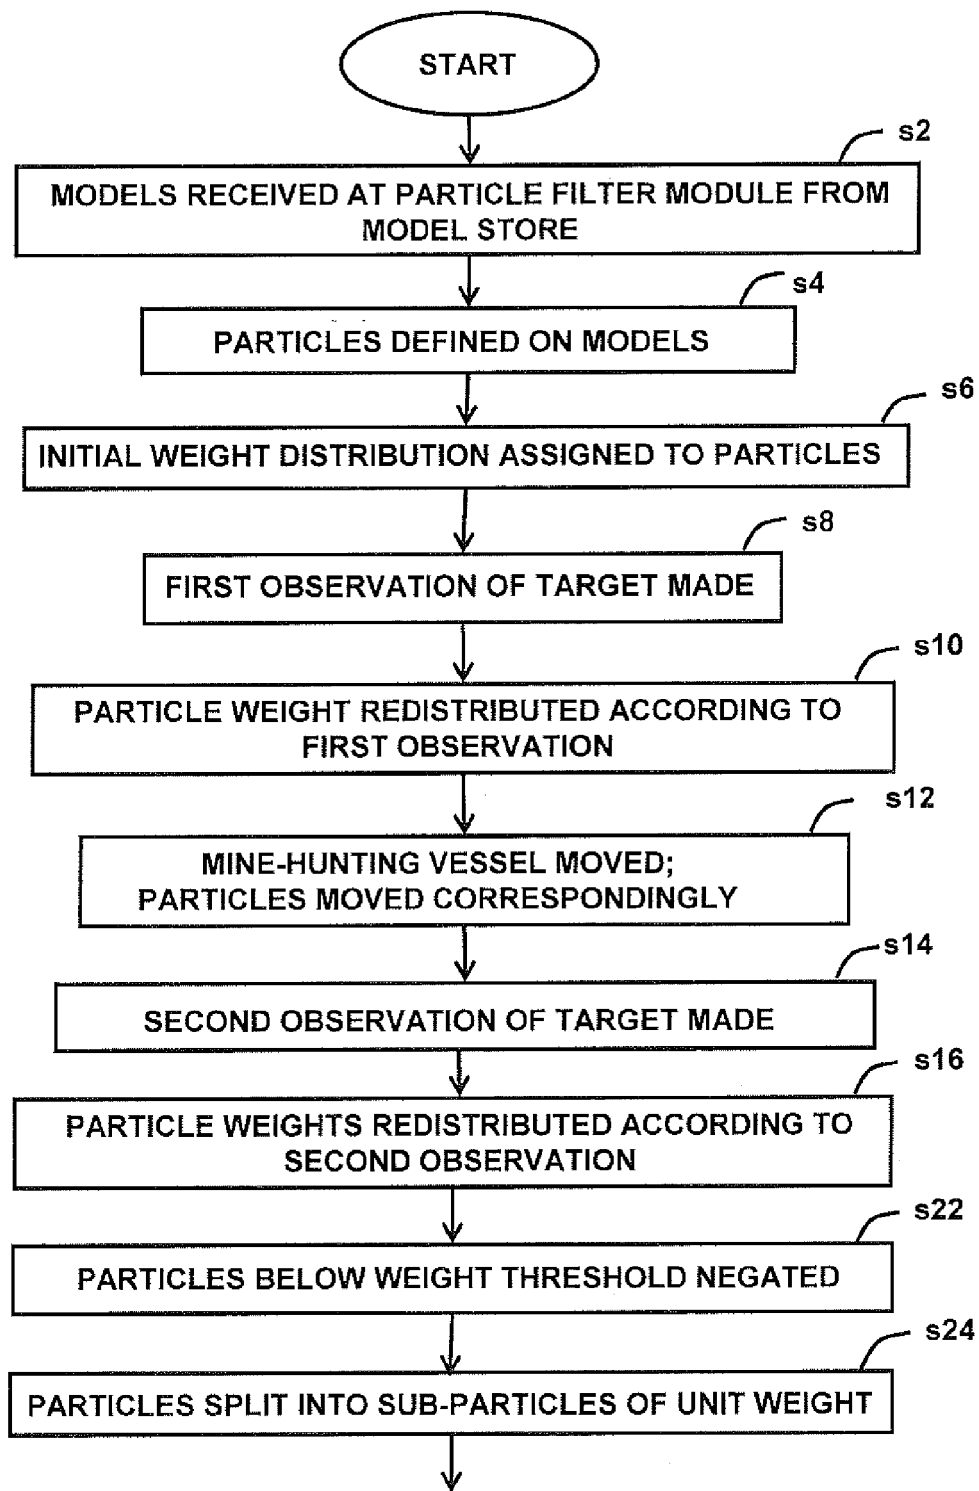 START
s2
MODELS RECEIVED AT PARTICLE FILTER MODULE FROM
MODEL STORE
s4
PARTICLES DEFINED ON MODELS
s6
INITIAL WEIGHT DISTRIBUTION ASSIGNED TO PARTICLES
s8
FIRST OBSERVATION OF TARGET MADE
s10
PARTICLE WEIGHT REDISTRIBUTED ACCORDING TO
FIRST OBSERVATION
s12
MINE-HUNTING VESSEL MOVED;
PARTICLES MOVED CORRESPONDINGLY
s14
SECOND OBSERVATION OF TARGET MADE
s16
PARTICLE WEIGHTS REDISTRIBUTED ACCORDING TO
SECOND OBSERVATION
s22
PARTICLES BELOW WEIGHT THRESHOLD NEGATED
s24
PARTICLES SPLIT INTO SUB-PARTICLES OF UNIT WEIGHT